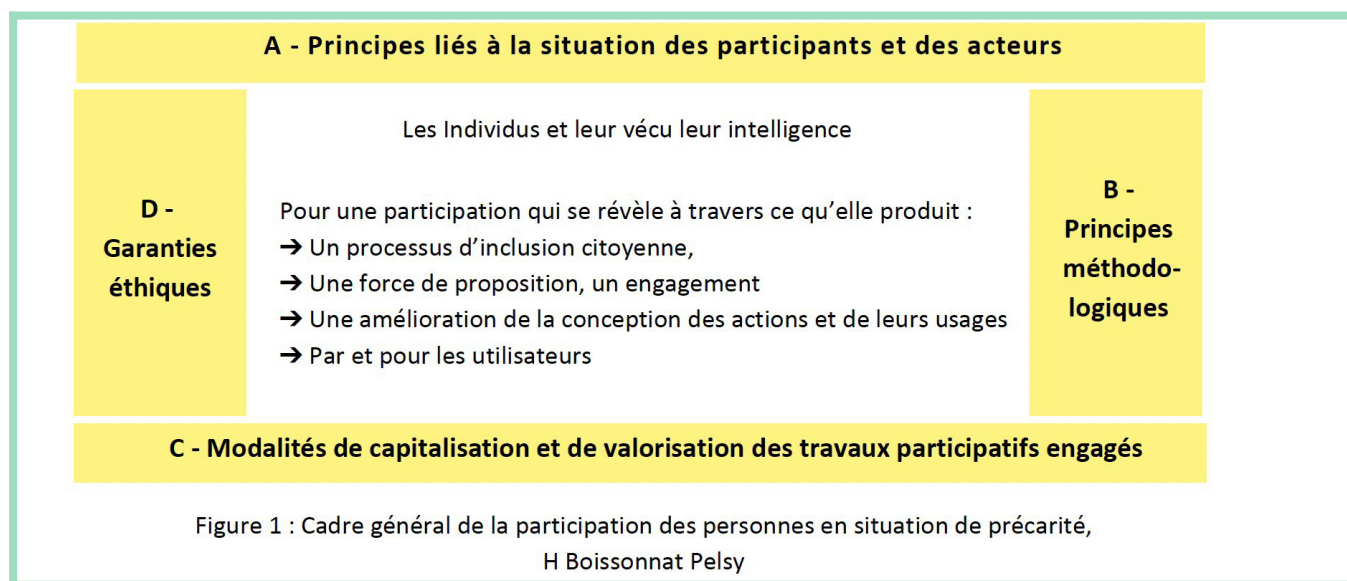 A - Principes liés à la situation des participants et des acteurs
Les Individus et leur vécu leur intelligence
D -
Garanties
éthiques
Pour une participation qui se révèle à travers ce qu’elle produit :
➔ Un processus d’inclusion citoyenne,
➔ Une force de proposition, un engagement
➔ Une amélioration de la conception des actions et de leurs usages
➔ Par et pour les utilisateurs
B -
Principes
méthodo-
logiques
C - Modalités de capitalisation et de valorisation des travaux participatifs engagés
Figure 1 : Cadre général de la participation des personnes en situation de précarité,
H Boissonnat Pelsy